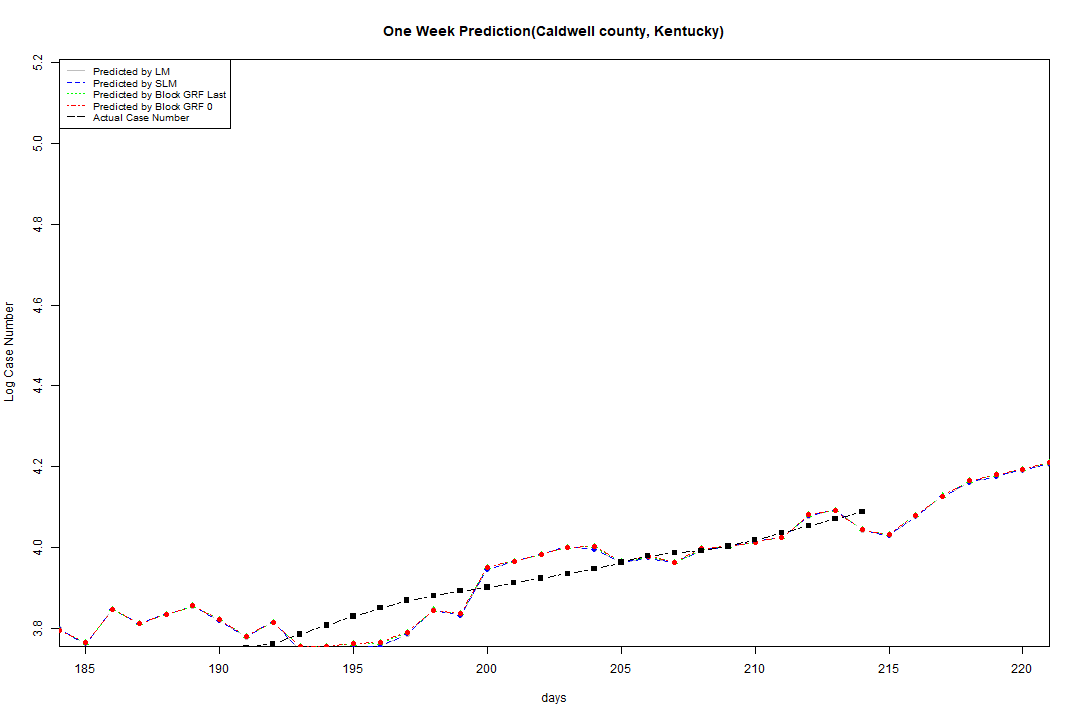 One Week Prediction(Caldwell county, Kentucky)
Predicted by LM
Predicted by SLM
Predicted by Block GRF Last
Predicted by Block GRF 0
Actual Case Number
5.2
5.0
4.8
4.6
4.4
4.2
4.0
3.8
Log Case Number
185 190 195 200 205 210 215 220
days